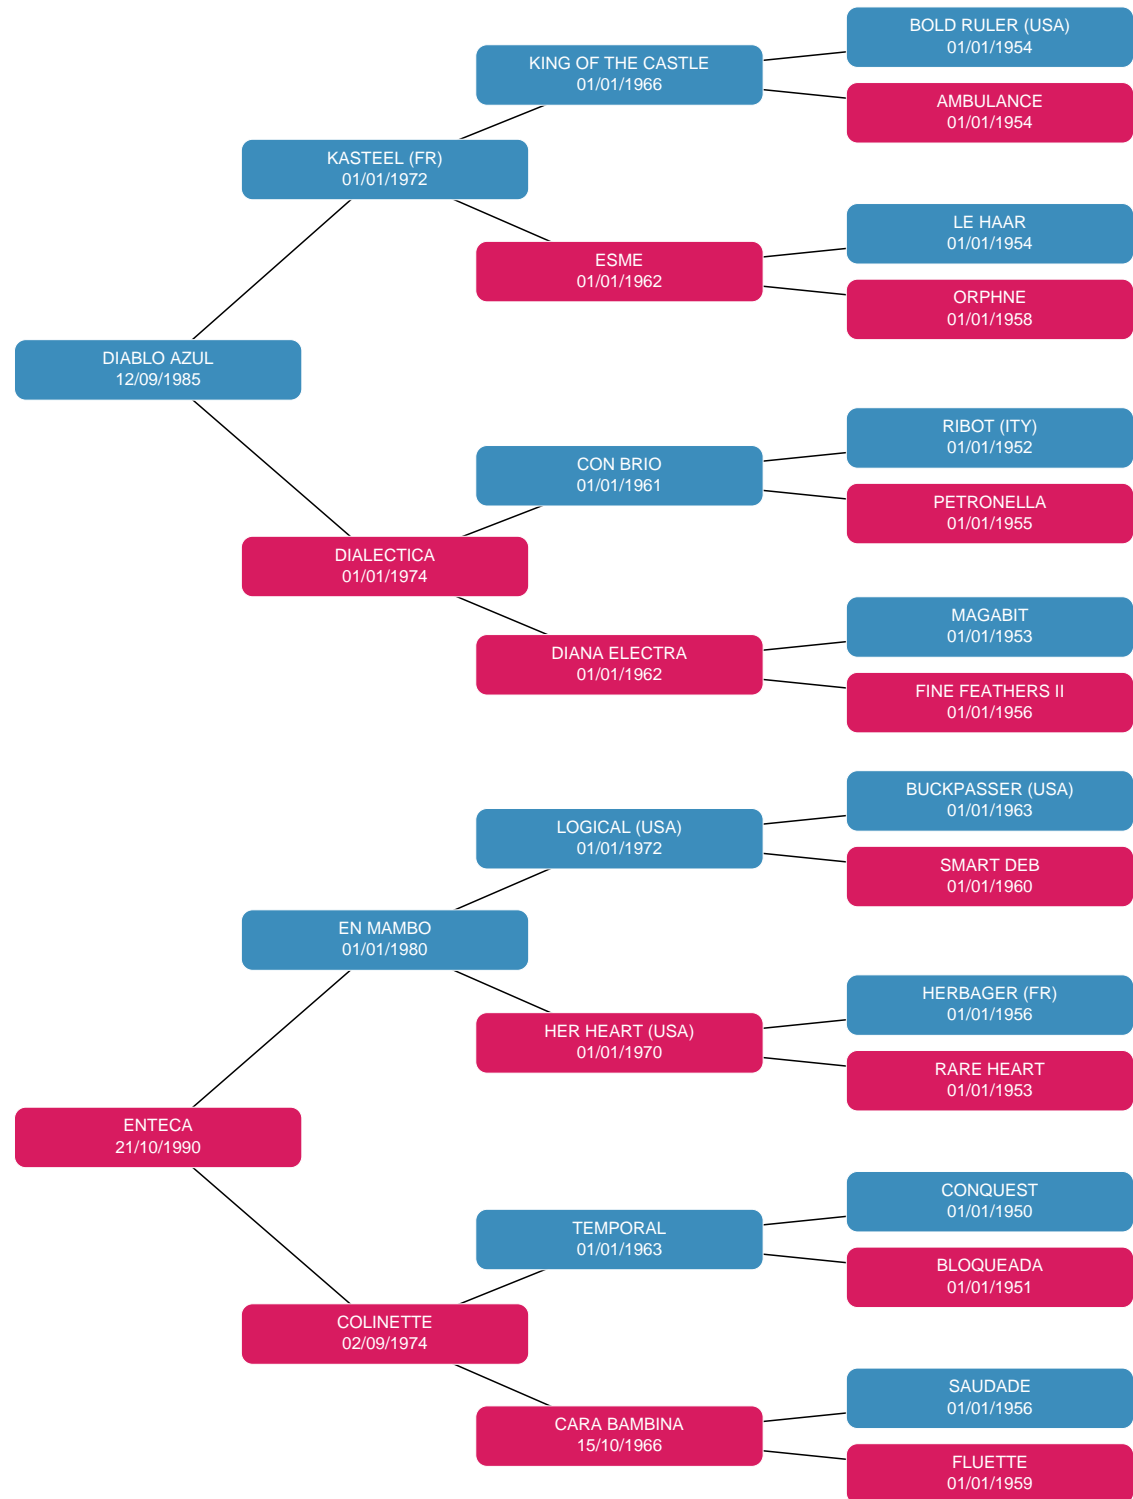 BOLD RULER (USA)
01/01/1954
KING OF THE CASTLE
01/01/1966
AMBULANCE
01/01/1954
KASTEEL (FR)
01/01/1972
LE HAAR
01/01/1954
ESME
01/01/1962
ORPHNE
01/01/1958
DIABLO AZUL
12/09/1985
RIBOT (ITY)
01/01/1952
CON BRIO
01/01/1961
PETRONELLA
01/01/1955
DIALECTICA
01/01/1974
MAGABIT
01/01/1953
DIANA ELECTRA
01/01/1962
FINE FEATHERS II
01/01/1956
BUCKPASSER (USA)
01/01/1963
LOGICAL (USA)
01/01/1972
SMART DEB
01/01/1960
EN MAMBO
01/01/1980
HERBAGER (FR)
01/01/1956
HER HEART (USA)
01/01/1970
RARE HEART
01/01/1953
ENTECA
21/10/1990
CONQUEST
01/01/1950
TEMPORAL
01/01/1963
BLOQUEADA
01/01/1951
COLINETTE
02/09/1974
SAUDADE
01/01/1956
CARA BAMBINA
15/10/1966
FLUETTE
01/01/1959